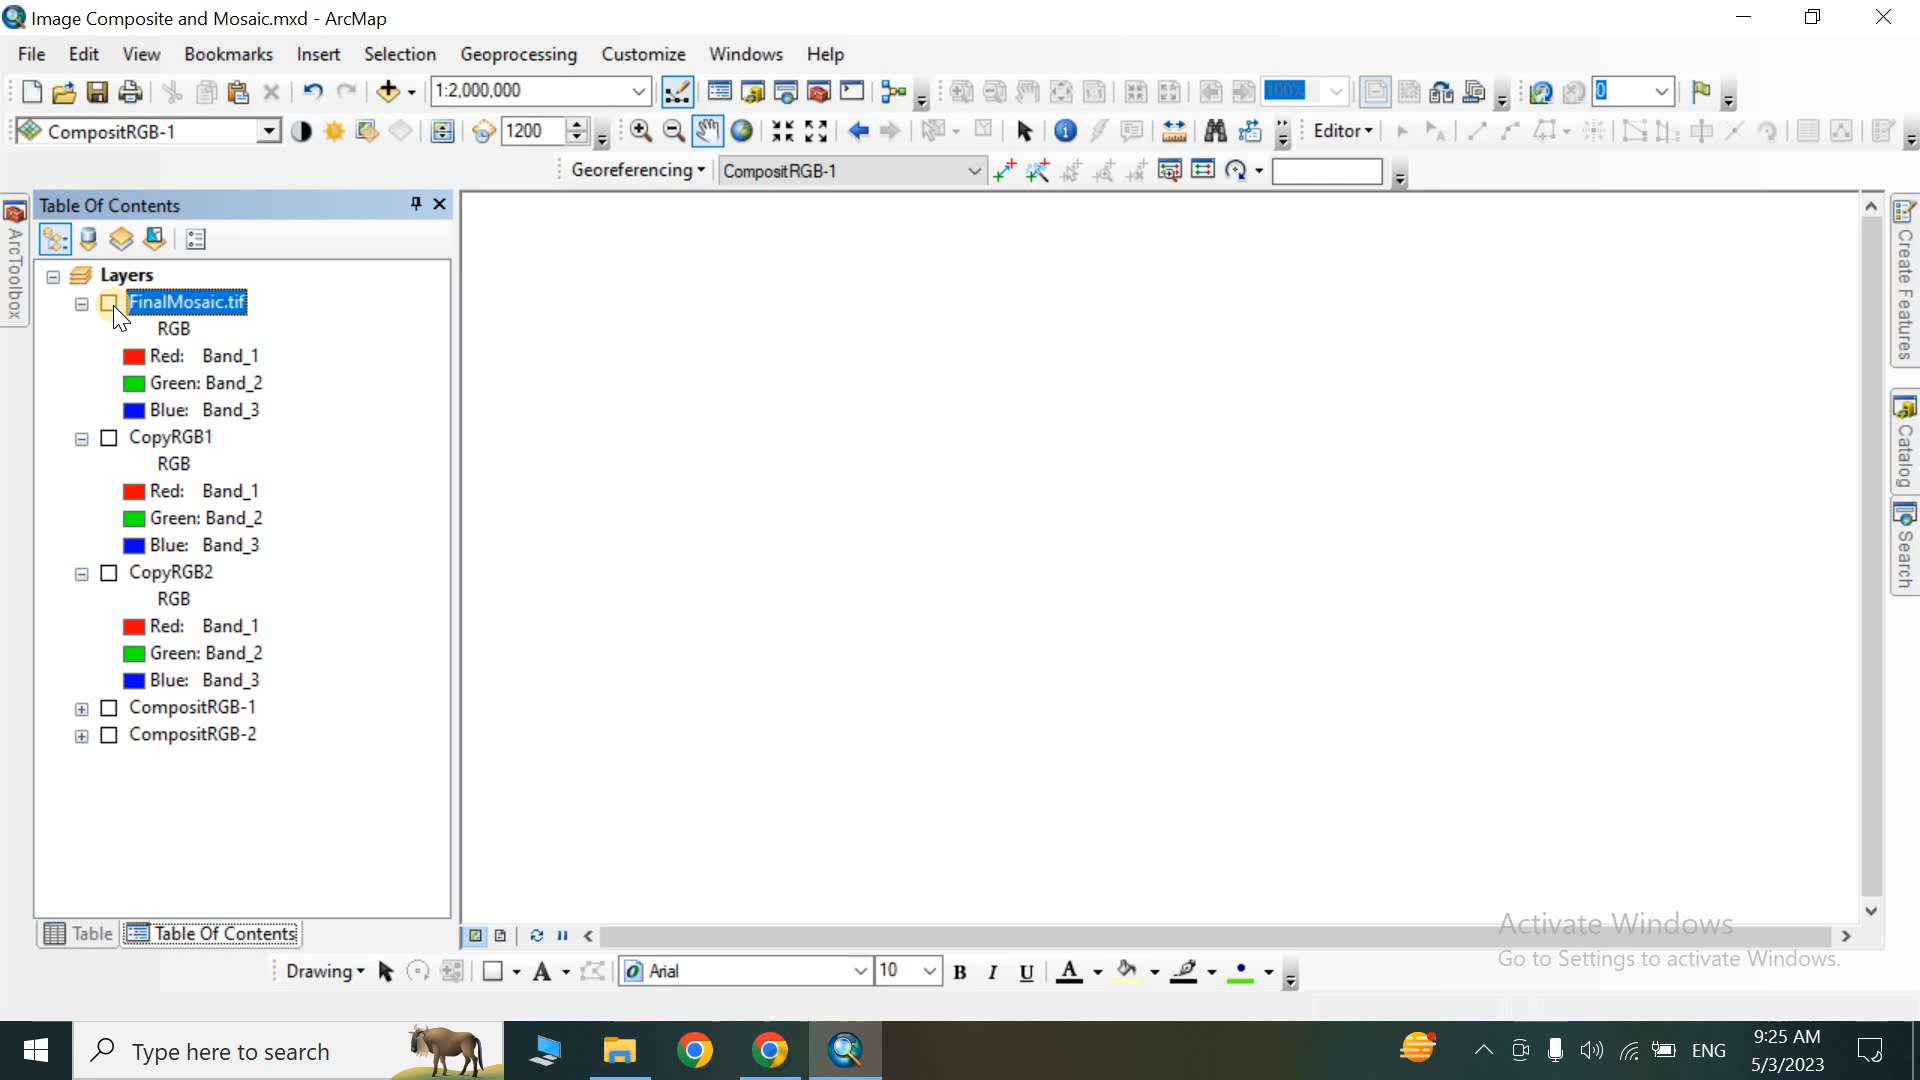 Image Composite and Mosaic.mxd - ArcMap
File Edit View Bookmarks Insert Selection Geoprocessing Customize Windows Help
1:2,000,000
100%
0
CompositRGB-1
1200
Editor
Georeferencing
CompositRGB-1
Table Of Contents
ArcToolbox
Layers
FinalMosaic.tif
RGB
Red: Band_1
Green: Band_2
Blue: Band_3
CopyRGB1
RGB
Red: Band_1
Green: Band_2
Blue: Band_3
CopyRGB2
RGB
Red: Band_1
Green: Band_2
Blue: Band_3
CompositRGB-1
CompositRGB-2
Create Features
Catalog
Search
Table
Table Of Contents
Activate Windows
Go to Settings to activate Windows.
Drawing
A
Arial
10
B I U A
Type here to search
ENG
9:25 AM
5/3/2023